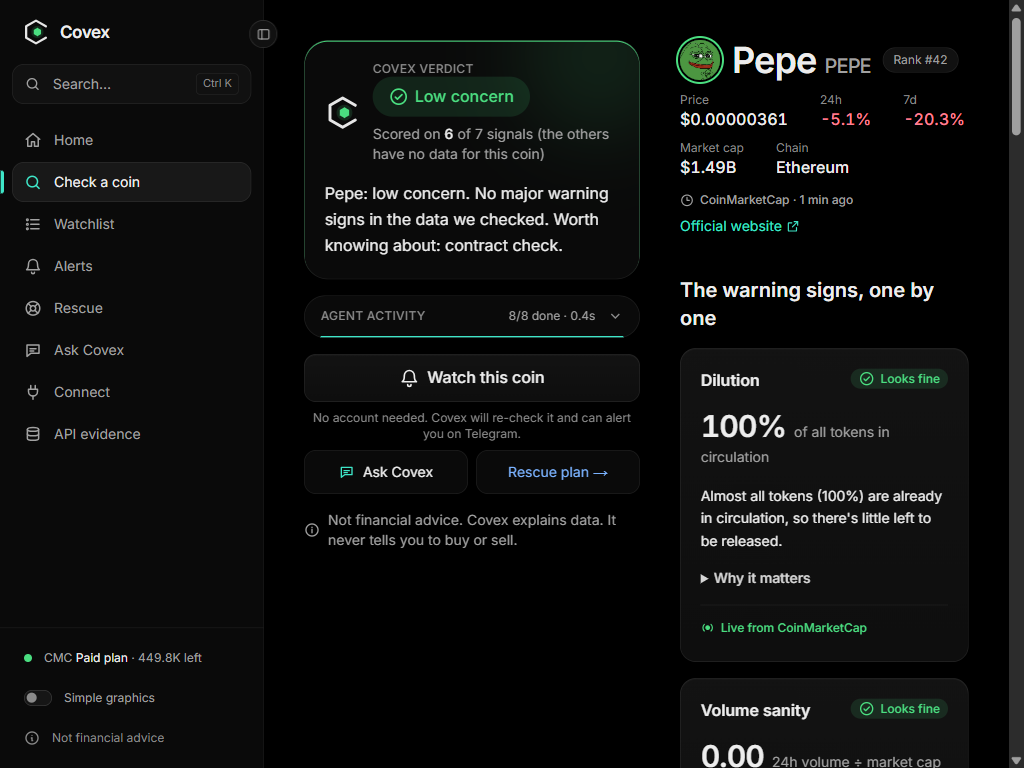 Covex
Search...
Ctrl K
Home
Check a coin
Watchlist
Alerts
Rescue
Ask Covex
Connect
API evidence
CMC Paid plan · 449.8K left
Simple graphics
Not financial advice
COVEX VERDICT
Low concern
Scored on 6 of 7 signals (the others
have no data for this coin)
Pepe: low concern. No major warning
signs in the data we checked. Worth
knowing about: contract check.
AGENT ACTIVITY
8/8 done · 0.4s
Watch this coin
No account needed. Covex will re-check it and can alert
you on Telegram.
Ask Covex
Rescue plan →
Not financial advice. Covex explains data. It
never tells you to buy or sell.
Pepe PEPE
Rank #42
Price
24h
7d
$0.00000361
-5.1%
-20.3%
Market cap
Chain
$1.49B
Ethereum
CoinMarketCap · 1 min ago
Official website
The warning signs, one by
one
Dilution
Looks fine
100% of all tokens in
circulation
Almost all tokens (100%) are already
in circulation, so there's little left to
be released.
Why it matters
Live from CoinMarketCap
Volume sanity
Looks fine
0.00 24h volume ÷ market cap